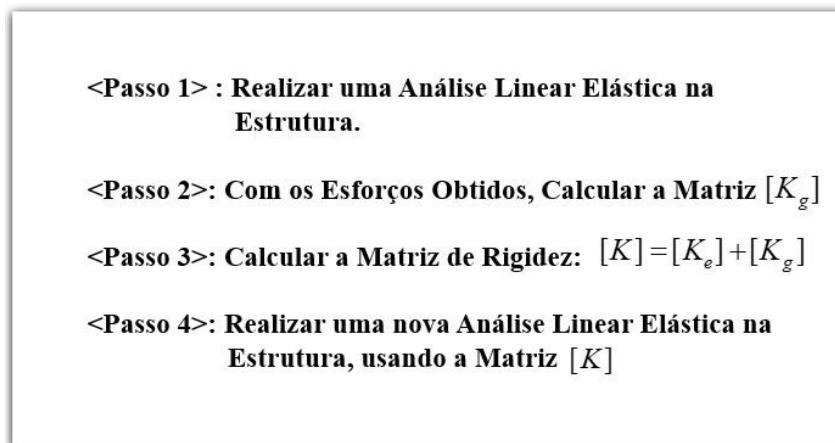 <Passo 1> : Realizar uma Análise Linear Elástica na
Estrutura.
<Passo 2>: Com os Esforços Obtidos, Calcular a Matriz [K_g]
<Passo 3>: Calcular a Matriz de Rigidez: [K]=[K_e]+[K_g]
<Passo 4>: Realizar uma nova Análise Linear Elástica na
Estrutura, usando a Matriz [K]